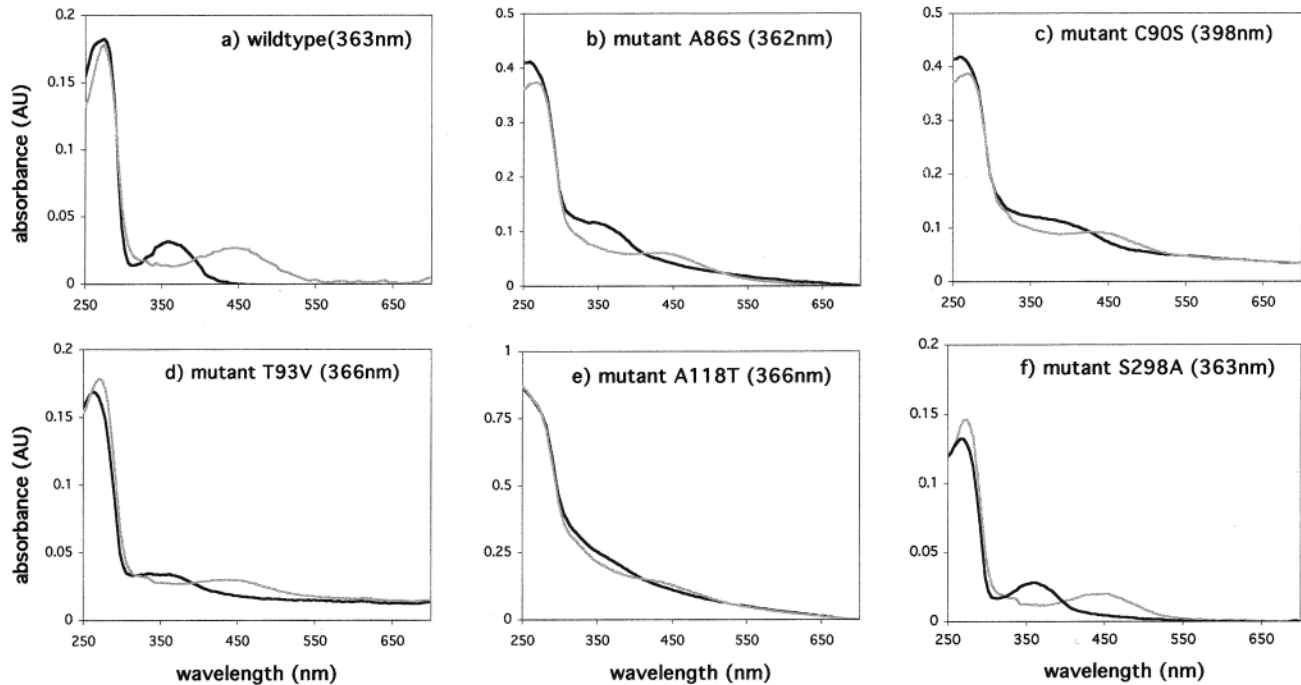 a) wildtype(363nm)
0.2
0.15
0.1
0.05
0
250 350 450 550 650
absorbance (AU)
b) mutant A86S (362nm)
0.5
0.4
0.3
0.2
0.1
0
250 350 450 550 650
c) mutant C90S (398nm)
0.5
0.4
0.3
0.2
0.1
0
250 350 450 550 650
d) mutant T93V (366nm)
0.2
0.15
0.1
0.05
0
250 350 450 550 650
absorbance (AU)
wavelength (nm)
e) mutant A118T (366nm)
1
0.75
0.5
0.25
0
250 350 450 550 650
wavelength (nm)
f) mutant S298A (363nm)
0.2
0.15
0.1
0.05
0
250 350 450 550 650
wavelength (nm)